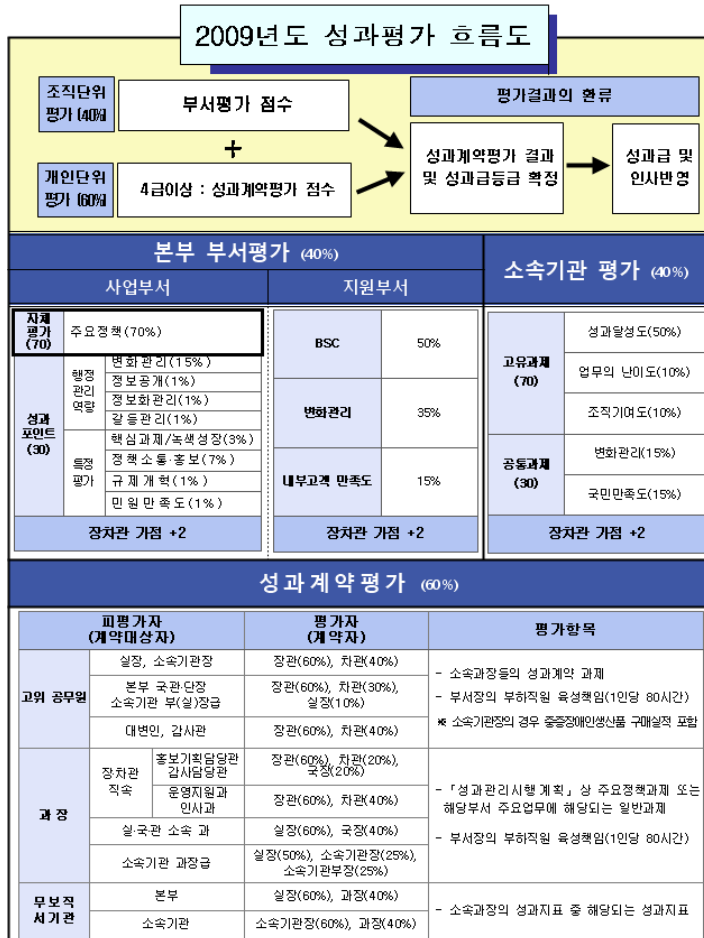 2009년도 성과평가 흐름도
조직단위
평가 (40%)
부서평가 점수
평가결과의 환류
+
개인단위
평가 (60%)
4급이상 : 성과계약평가 점수
성과계약평가 결과
및 성과급등급 확정
성과급 및
인사반영
본부 부서평가 (40%)
소속기관 평가 (40%)
사업부서
지원부서
자체
평가
(70)
주요정책(70%)
성과
포인트
(30)
행정
관리
역량
변화관리(15%)
정보공개(1%)
정보화관리(1%)
갈등관리(1%)
특정
평가
핵심과제/녹색성장(3%)
정책소통·홍보(7%)
규제개혁(1%)
민원만족도(1%)
장차관 가점 +2
BSC
50%
변화관리
35%
내부고객 만족도
15%
장차관 가점 +2
고유과제
(70)
성과달성도(50%)
업무의 난이도(10%)
조직기여도(10%)
공통과제
(30)
변화관리(15%)
국민만족도(15%)
장차관 가점 +2
성과계약평가 (60%)
피평가자
(계약대상자)
평가자
(계약자)
평가항목
고위 공무원
실장, 소속기관장
장관(60%), 차관(40%)
본부 국관·단장
소속기관 부(실)장급
장관(60%), 차관(30%),
실장(10%)
대변인, 감사관
장관(60%), 차관(40%)
- 소속과장등의 성과계약 과제
- 부서장의 부하직원 육성책임(1인당 80시간)
※ 소속기관장의 경우 중증장애인생산품 구매실적 포함
과 장
장차관
직속
홍보기획담당관
감사담당관
장관(60%), 차관(20%),
국장(20%)
운영지원과
인사과
장관(60%), 차관(40%)
실·국관 소속 과
실장(60%), 국장(40%)
소속기관 과장급
실장(50%), 소속기관장(25%),
소속기관부장(25%)
- 「성과관리시행계획」상 주요정책과제 또는
해당부서 주요업무에 해당되는 일반과제
- 부서장의 부하직원 육성책임(1인당 80시간)
무보직
서기관
본부
실장(60%), 과장(40%)
소속기관
소속기관장(60%), 과장(40%)
- 소속과장의 성과지표 중 해당되는 성과지표